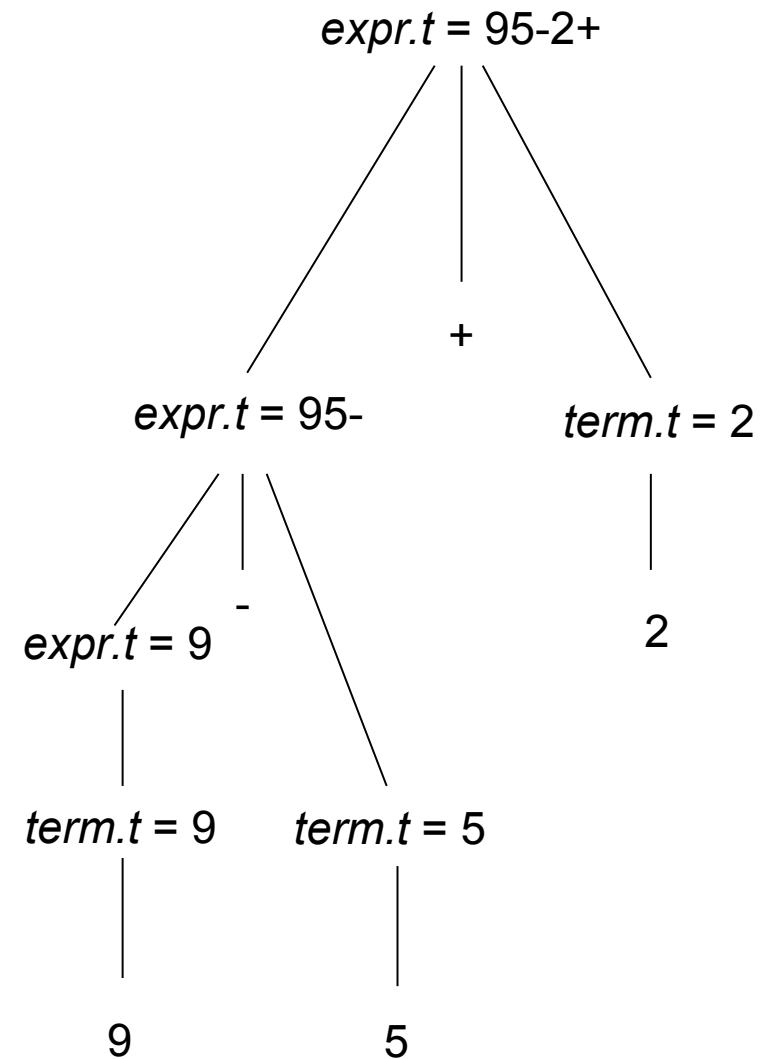 expr.t = 95-2+
+
expr.t = 95-
term.t = 2
-
expr.t = 9
2
term.t = 9
term.t = 5
9
5